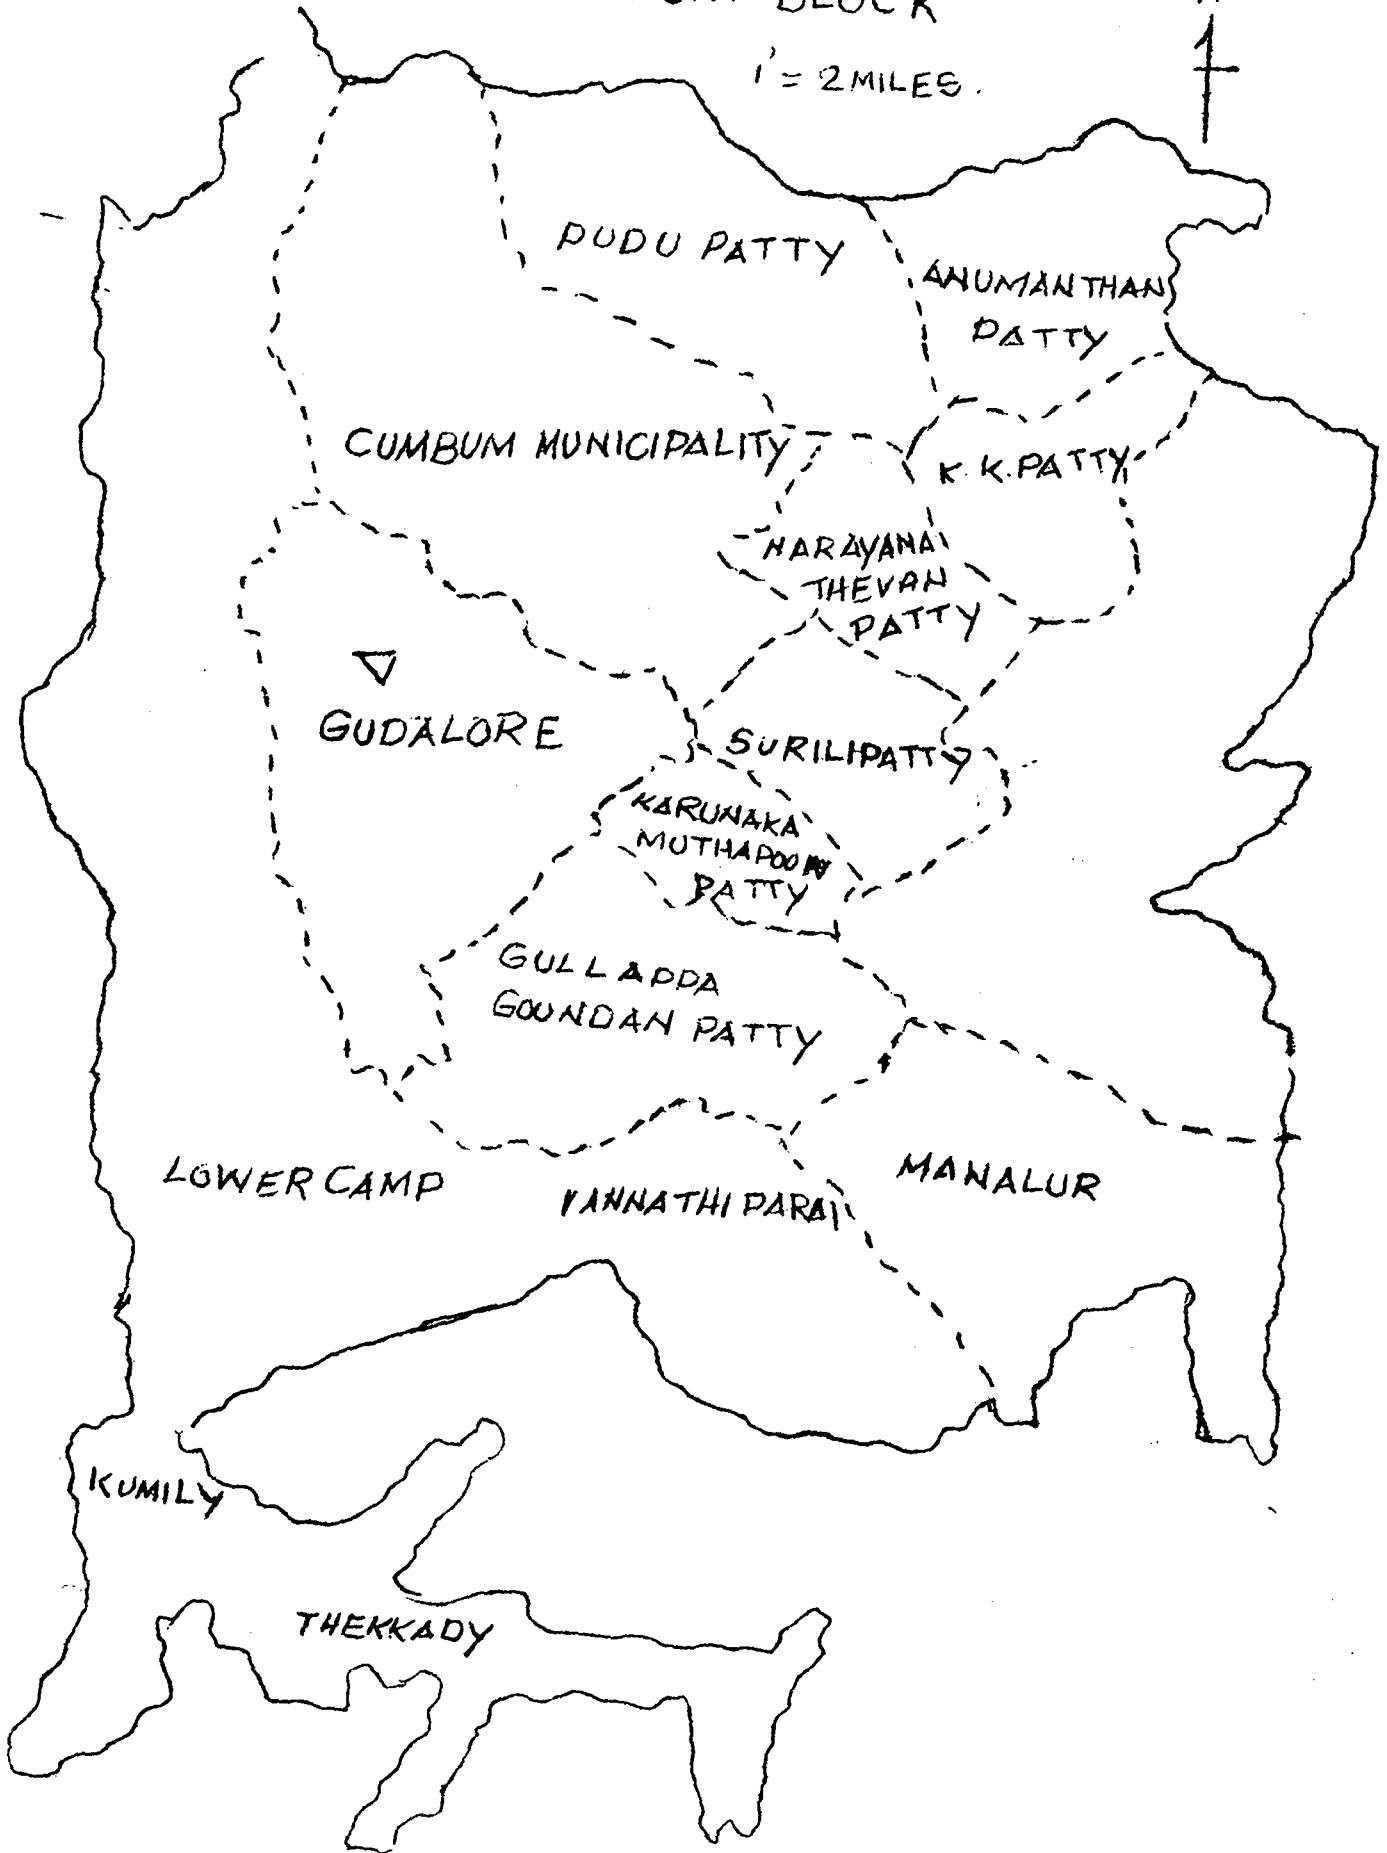 BLOCK
1" = 2 MILES.
PUDU PATTY
ANUMANTHAN
PATTY
CUMBUM MUNICIPALITY
K. K. PATTY
NARAYANA
THEVAN
PATTY
GUDALORE
SURILIPATTY
KARUNAKA
MUTHAPOON
PATTY
GULLAPPA
GOUNDAN PATTY
LOWER CAMP
VANNATHI PARAI
MANALUR
KUMILY
THEKKADY